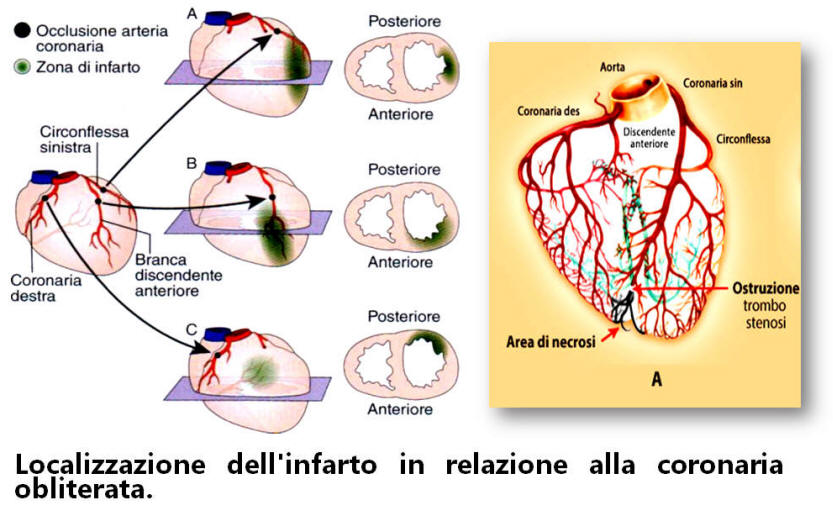 Occlusione arteria
coronaria
Zona di infarto
A
Posteriore
Anteriore
Circonflessa
sinistra
B
Posteriore
Anteriore
Coronaria
destra
Branca
discendente
anteriore
C
Posteriore
Anteriore
Aorta
Coronaria sin
Coronaria des
Discendente
anteriore
Circonflessa
Ostruzione
trombo
stenosi
Area di necrosi
A
Localizzazione dell'infarto in relazione alla coronaria
obliterata.